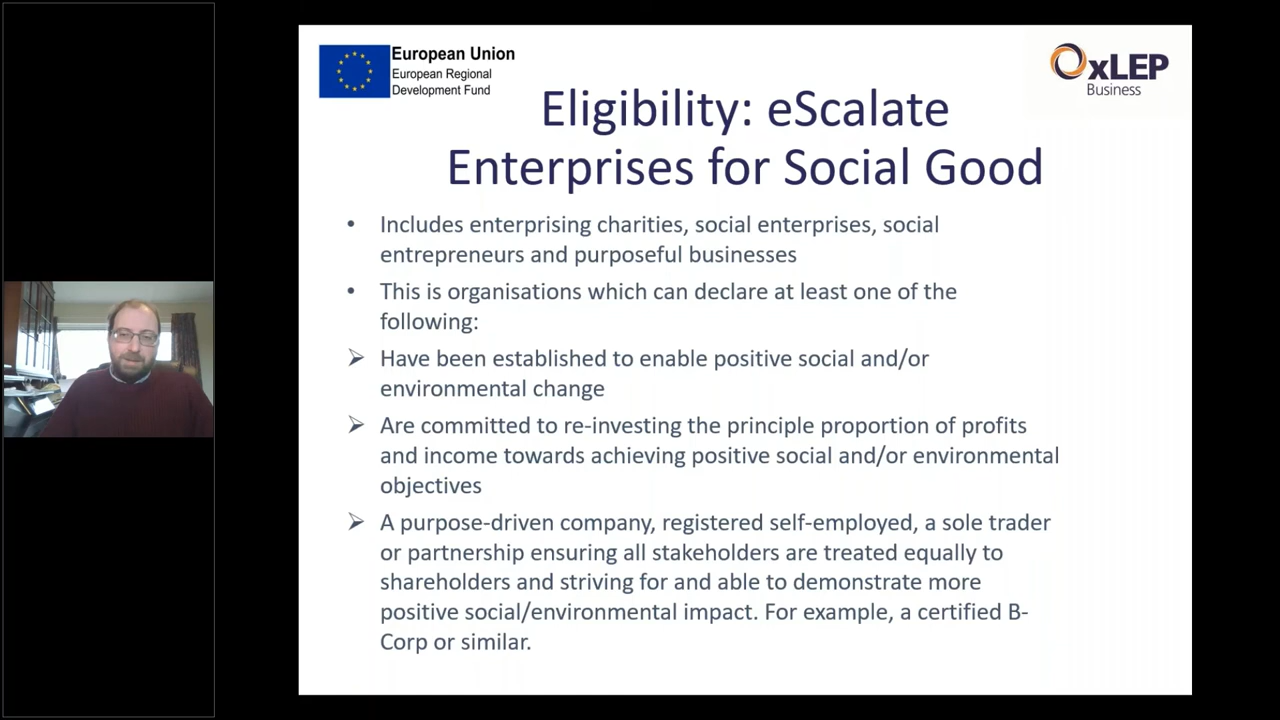 European Union
European Regional
Development Fund
OxLEP
Business
Eligibility: eScalate
Enterprises for Social Good
• Includes enterprising charities, social enterprises, social
entrepreneurs and purposeful businesses
• This is organisations which can declare at least one of the
following:
➢ Have been established to enable positive social and/or
environmental change
➢ Are committed to re-investing the principle proportion of profits
and income towards achieving positive social and/or environmental
objectives
➢ A purpose-driven company, registered self-employed, a sole trader
or partnership ensuring all stakeholders are treated equally to
shareholders and striving for and able to demonstrate more
positive social/environmental impact. For example, a certified B-
Corp or similar.